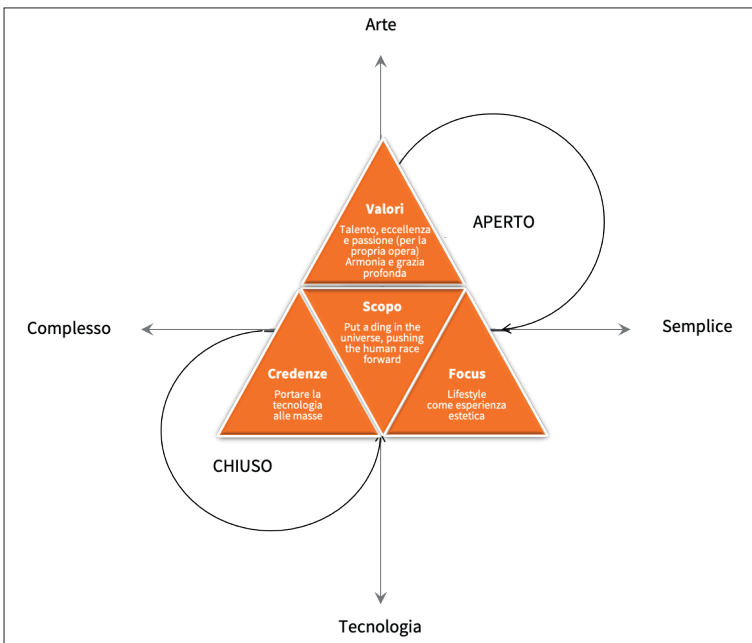 Arte
Valori
Talento, eccellenza
e passione (per la
propria opera)
Armonia e grazia
profonda
APERTO
Scopo
Put a ding in the
universe, pushing
the human race
forward
Complesso
Semplice
Credenze
Portare la
tecnologia
alle masse
Focus
Lifestyle
come esperienza
estetica
CHIUSO
Tecnologia